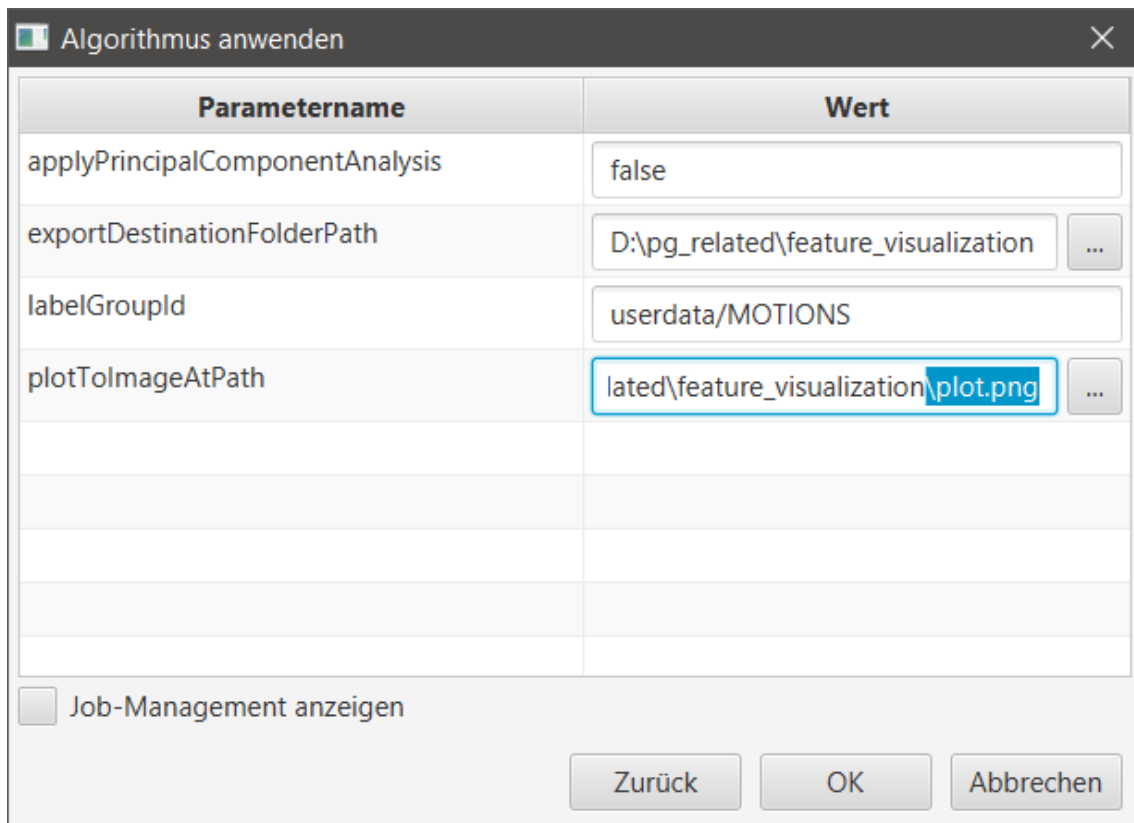 Algorithmus anwenden
Parametername Wert
applyPrincipalComponentAnalysis false
exportDestinationFolderPath D:\pg_related\feature_visualization ...
labelGroupId userdata/MOTIONS
plotToImageAtPath lated\feature_visualization\plot.png ...
Job-Management anzeigen
Zurück OK Abbrechen